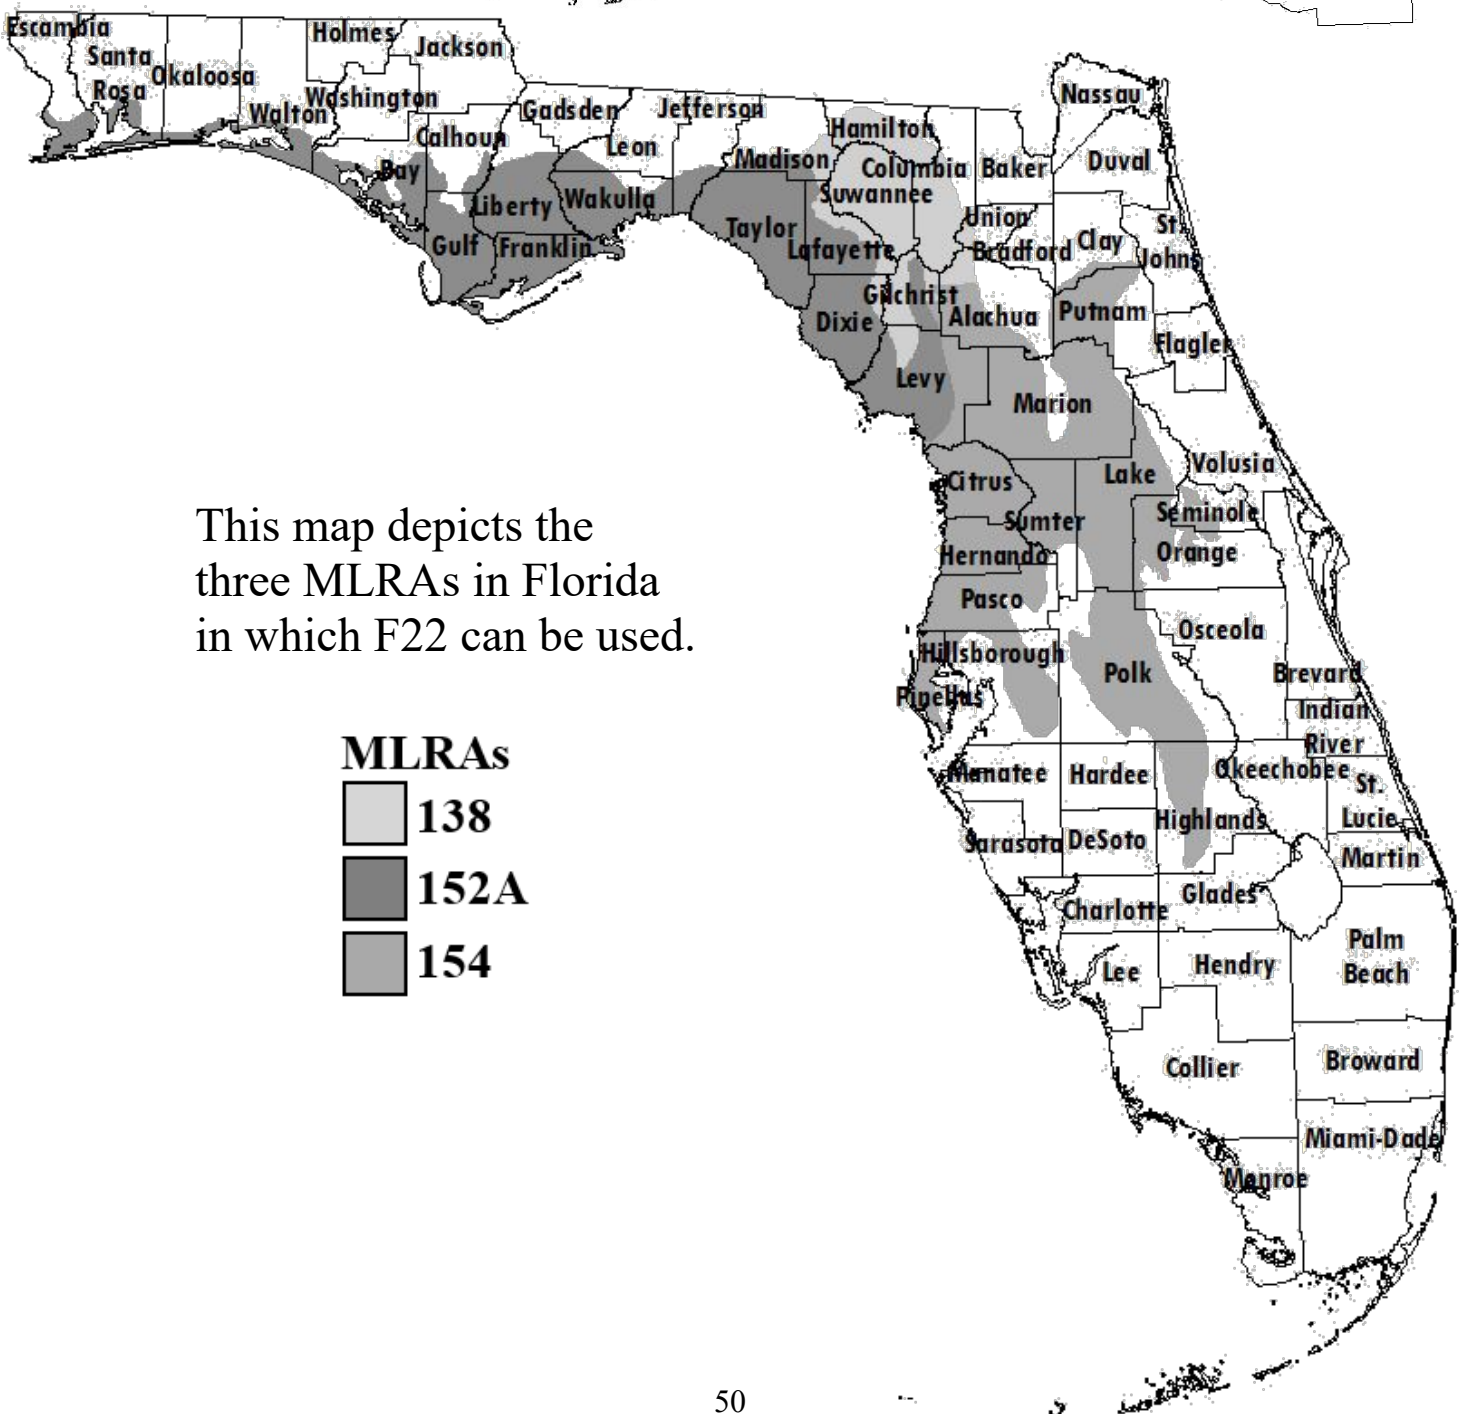 Escambia
Santa
Rosa
Okaloosa
Walton
Holmes
Washington
Jackson
Bay
Calhoun
Gulf
Liberty
Franklin
Gadsden
Leon
Wakulla
Jefferson
Madison
Taylor
Hamilton
Suwannee
Lafayette
Columbia
Dixie
Gilchrist
Levy
Baker
Union
Bradford
Alachua
Nassau
Duval
Clay
St.
Johns
Putnam
Flagler
Marion
Volusia
Citrus
Sumter
Lake
Hernando
Pasco
Seminole
Orange
Hillsborough
Pinellas
Polk
Osceola
Brevard
Indian
River
Manatee
Hardee
Highlands
Okeechobee
St.
Lucie
Sarasota
DeSoto
Martin
Charlotte
Glades
Lee
Hendry
Palm
Beach
Collier
Broward
Monroe
Miami-Dade
This map depicts the
three MLRAs in Florida
in which F22 can be used.
MLRAs
138
152A
154
50